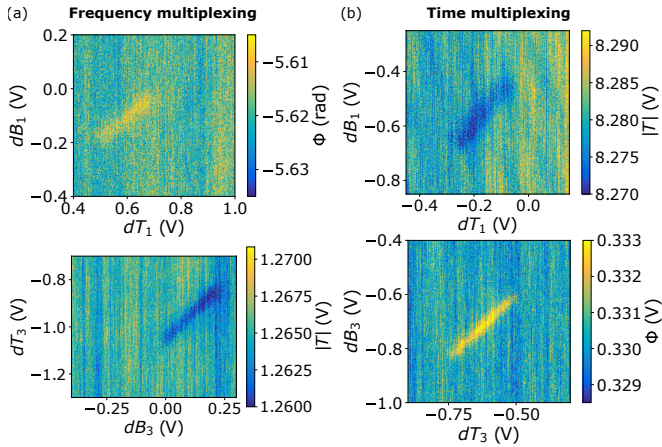 (a) Frequency multiplexing
0.2
0.0
−0.2
−0.4
dB1 (V)
0.4 0.6 0.8 1.0
dT1 (V)
−5.61
−5.62
−5.63
Φ (rad)
(b) Time multiplexing
−0.4
−0.6
−0.8
dB1 (V)
−0.4 −0.2 0.0
dT1 (V)
8.290
8.285
8.280
8.275
8.270
|T| (V)
−0.8
−1.0
−1.2
dT3 (V)
−0.25 0.00 0.25
dB3 (V)
1.2700
1.2675
1.2650
1.2625
1.2600
|T| (V)
−0.4
−0.6
−0.8
−1.0
dB3 (V)
−0.75 −0.50
dT3 (V)
0.333
0.332
0.330
0.329
Φ (V)